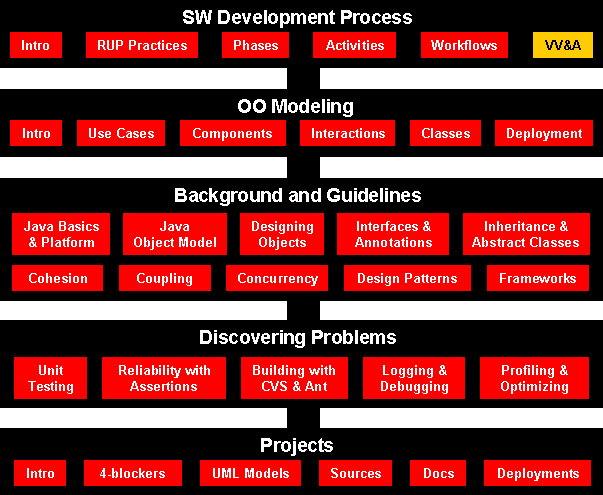 SW Development Process
Intro RUP Practices Phases Activities Workflows VV&A
OO Modeling
Intro Use Cases Components Interactions Classes Deployment
Background and Guidelines
Java Basics & Platform Java Object Model Designing Objects Interfaces & Annotations Inheritance & Abstract Classes
Cohesion Coupling Concurrency Design Patterns Frameworks
Discovering Problems
Unit Testing Reliability with Assertions Building with CVS & Ant Logging & Debugging Profiling & Optimizing
Projects
Intro 4-blockers UML Models Sources Docs Deployments